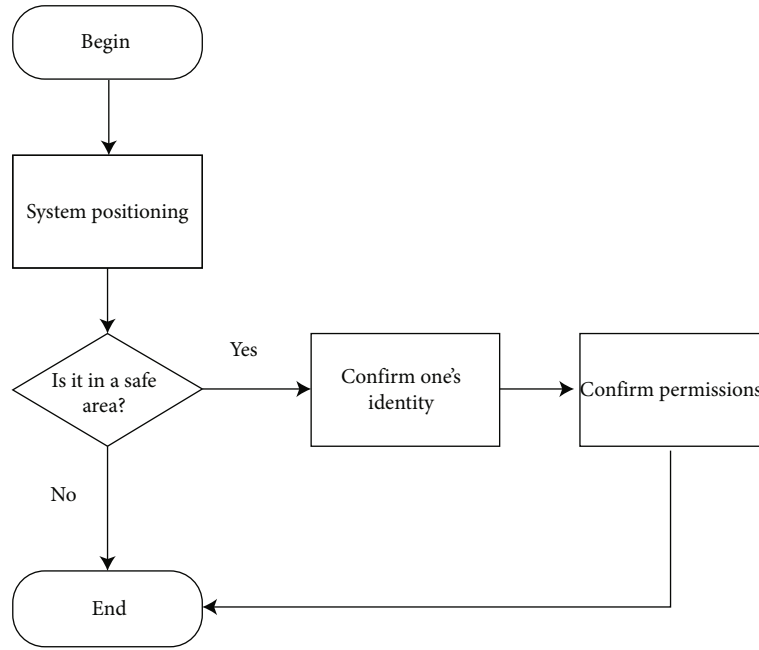 Begin
System positioning
Is it in a safe
area?
Yes
Confirm one’s
identity
Confirm permissions
No
End